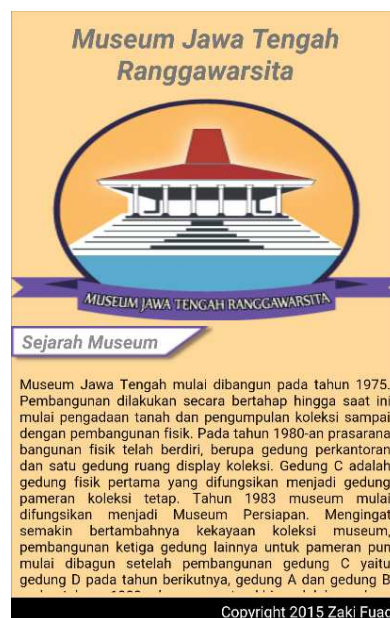 Museum Jawa Tengah
Ranggawarsita
MUSEUM JAWA TENGAH RANGGAWARSITA
Sejarah Museum
Museum Jawa Tengah mulai dibangun pada tahun 1975.
Pembangunan dilakukan secara bertahap hingga saat ini
mulai pengadaan tanah dan pengumpulan koleksi sampai
dengan pembangunan fisik. Pada tahun 1980-an prasarana
bangunan fisik telah berdiri, berupa gedung perkantoran
dan satu gedung ruang display koleksi. Gedung C adalah
gedung fisik pertama yang difungsikan menjadi gedung
pameran koleksi tetap. Tahun 1983 museum mulai
difungsikan menjadi Museum Persiapan. Mengingat
semakin bertambahnya kekayaan koleksi museum,
pembangunan ketiga gedung lainnya untuk pameran pun
mulai dibagun setelah pembangunan gedung C yaitu
gedung D pada tahun berikutnya, gedung A dan gedung B
Copyright 2015 Zaki Fuad